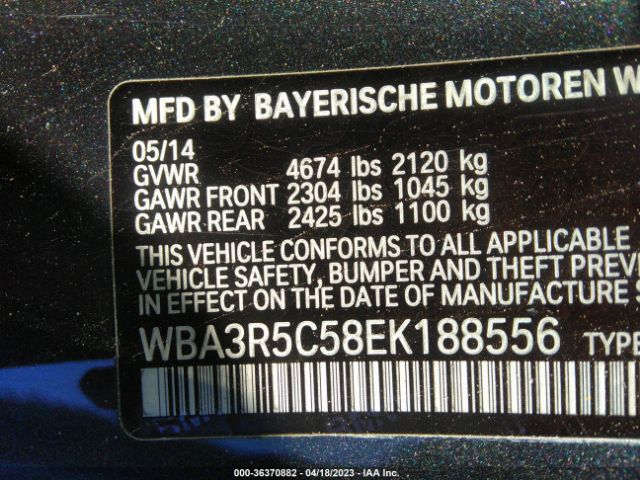 MFD BY BAYERISCHE MOTOREN W
05/14
GVWR 4674 lbs 2120 kg
GAWR FRONT 2304 lbs 1045 kg
GAWR REAR 2425 lbs 1100 kg
THIS VEHICLE CONFORMS TO ALL APPLICABLE
VEHICLE SAFETY, BUMPER AND THEFT PREV
IN EFFECT ON THE DATE OF MANUFACTURE S
WBA3R5C58EK188556 TYPE
000-36370882 - 04/18/2023 - IAA Inc.